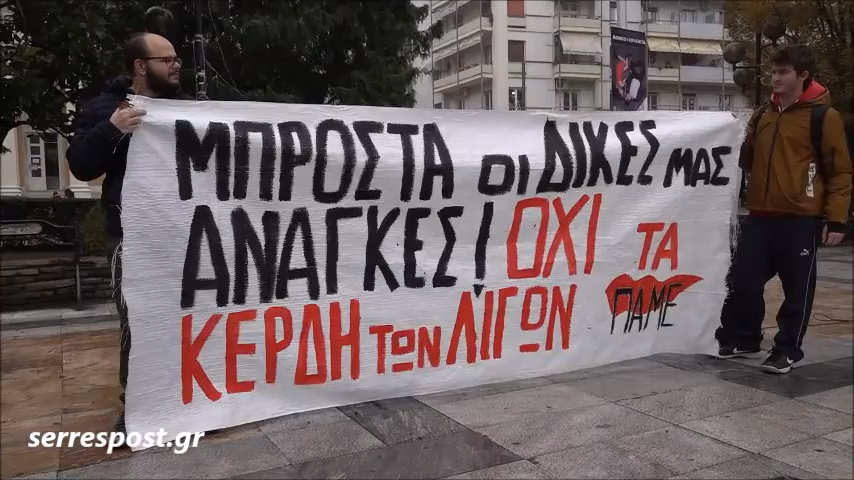 ΜΠΡΟΣΤΑ ΟΙ ΔΙΚΕΣ ΜΑΣ
ΑΝΑΓΚΕΣ! ΟΧΙ ΤΑ
ΚΕΡΔΗ ΤΩΝ ΛΙΓΩΝ
ΠΑΜΕ
serrespost.gr